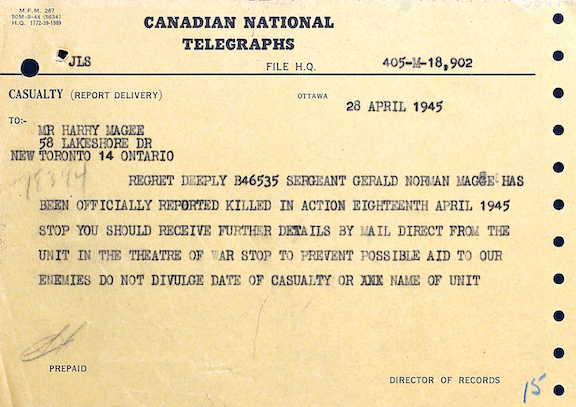 M.F.M. 267
50M-9-44 (5634)
H.Q. 1772-39-1989
CANADIAN NATIONAL
TELEGRAPHS
JLS
FILE H.Q. 405-M-18,902
CASUALTY (REPORT DELIVERY)
OTTAWA 28 APRIL 1945
TO:-
MR HARRY MAGEE
58 LAKESHORE DR
NEW TORONTO 14 ONTARIO
REGRET DEEPLY B46535 SERGEANT GERALD NORMAN MAGEE HAS
BEEN OFFICIALLY REPORTED KILLED IN ACTION EIGHTEENTH APRIL 1945
STOP YOU SHOULD RECEIVE FURTHER DETAILS BY MAIL DIRECT FROM THE
UNIT IN THE THEATRE OF WAR STOP TO PREVENT POSSIBLE AID TO OUR
ENEMIES DO NOT DIVULGE DATE OF CASUALTY OR NAME OF UNIT
PREPAID
DIRECTOR OF RECORDS
15